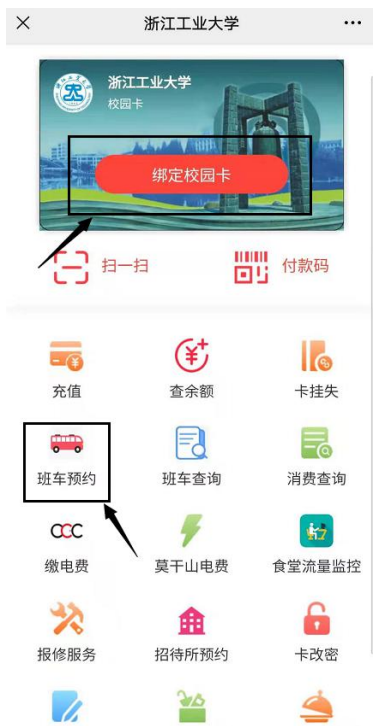 浙江工业大学
浙江工业大学
校园卡
绑定校园卡
扫一扫
付款码
充值
查余额
卡挂失
班车预约
班车查询
消费查询
缴电费
莫干山电费
食堂流量监控
报修服务
招待所预约
卡改密